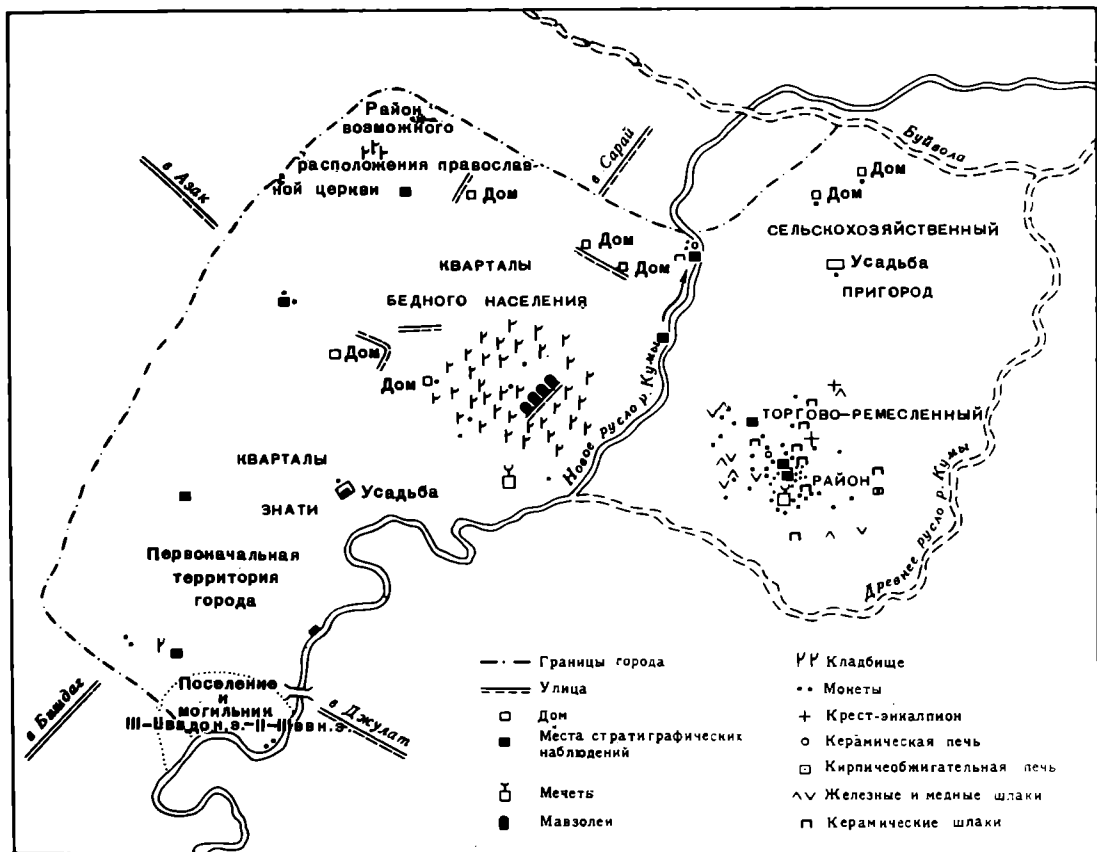 Район
возможного
расположения православ-
ной церкви
в Азак
в Сарай
Буйвола
Дом
Дом
Дом
СЕЛЬСКОХОЗЯЙСТВЕННЫЙ
Дом
Дом
КВАРТАЛЫ
Усадьба
БЕДНОГО НАСЕЛЕНИЯ
ПРИГОРОД
Дом
Дом
Новое русло р. Кумы
ТОРГОВО-РЕМЕСЛЕННЫЙ
РАЙОН
Древнее русло р. Кумы
КВАРТАЛЫ
Усадьба
ЗНАТИ
Первоначальная
территория
города
Поселение
и
могильник
в Бишдаг
в Джулат
Границы города
Улица
Дом
Места стратиграфических
наблюдений
Мечеть
Мавзолеи
Кладбище
Монеты
Крест-энкалпион
Керамическая печь
Кирпичеобжигательная печь
Железные и медные шлаки
Керамические шлаки